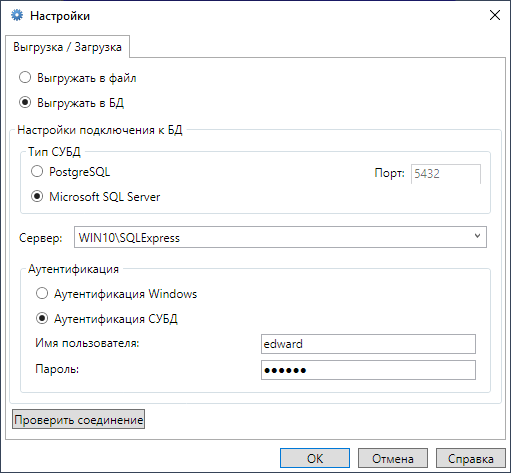 Настройки
Выгрузка / Загрузка
Выгружать в файл
Выгружать в БД
Настройки подключения к БД
Тип СУБД
PostgreSQL Порт: 5432
Microsoft SQL Server
Сервер: WIN10\SQLExpress
Аутентификация
Аутентификация Windows
Аутентификация СУБД
Имя пользователя: edward
Пароль: ●●●●●●
Проверить соединение
OK Отмена Справка